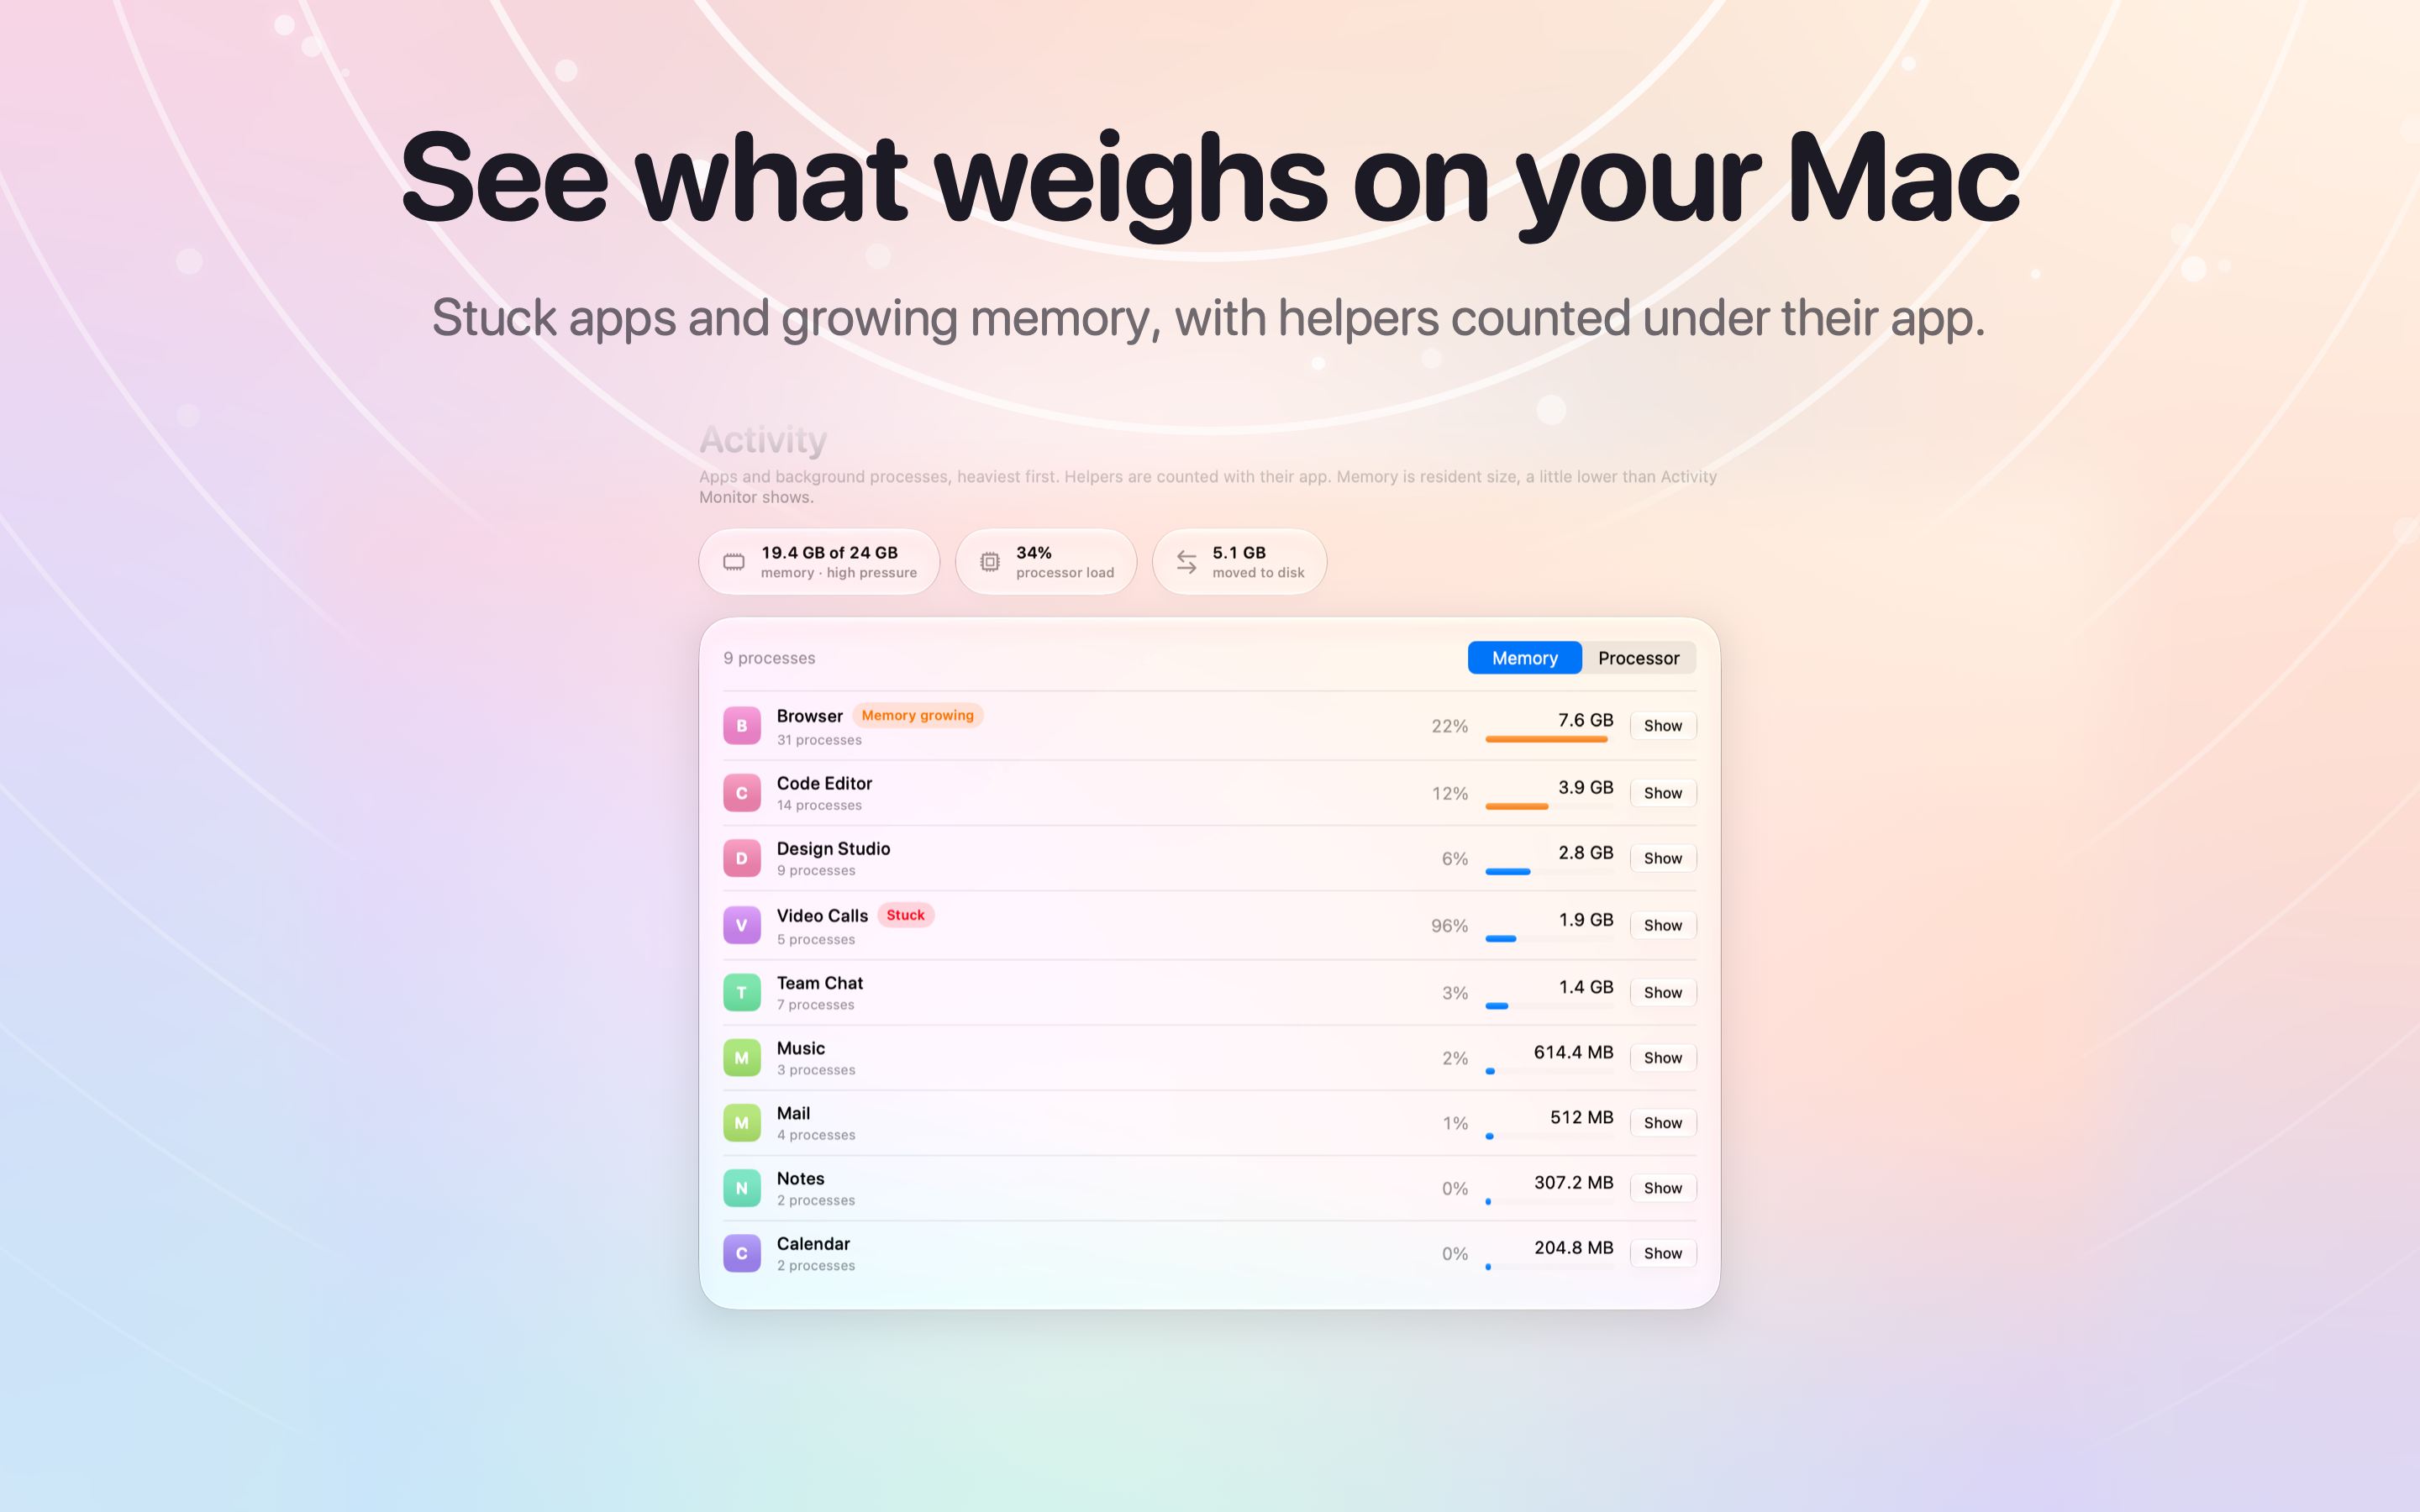 See what weighs on your Mac
Stuck apps and growing memory, with helpers counted under their app.
Activity
Apps and background processes, heaviest first. Helpers are counted with their app. Memory is resident size, a little lower than Activity
Monitor shows.
19.4 GB of 24 GB
memory · high pressure
34%
processor load
5.1 GB
moved to disk
9 processes
Memory
Processor
B
Browser
Memory growing
31 processes
22%
7.6 GB
Show
C
Code Editor
14 processes
12%
3.9 GB
Show
D
Design Studio
9 processes
6%
2.8 GB
Show
V
Video Calls
Stuck
5 processes
96%
1.9 GB
Show
T
Team Chat
7 processes
3%
1.4 GB
Show
M
Music
3 processes
2%
614.4 MB
Show
M
Mail
4 processes
1%
512 MB
Show
N
Notes
2 processes
0%
307.2 MB
Show
C
Calendar
2 processes
0%
204.8 MB
Show